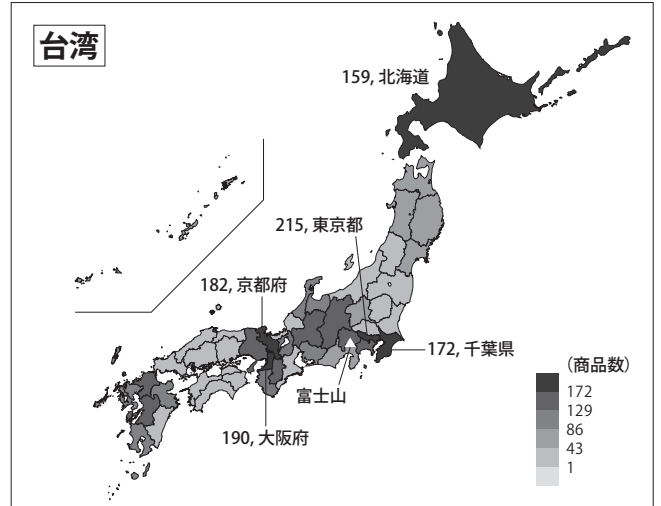 台湾
159, 北海道
215, 東京都
182, 京都府
172, 千葉県
富士山
190, 大阪府
(商品数)
172
129
86
43
1